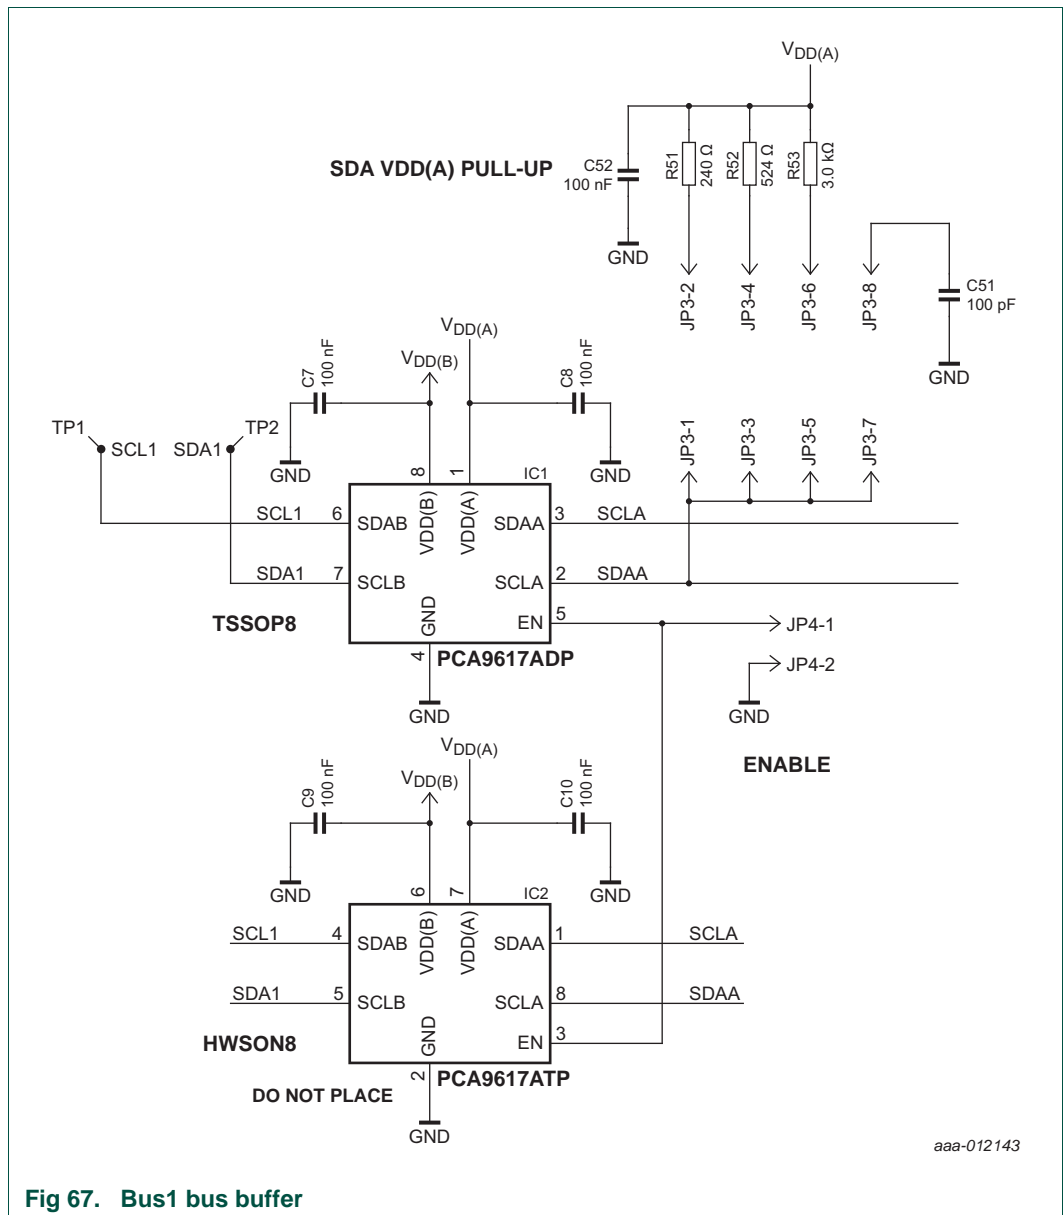 VDD(A)
SDA VDD(A) PULL-UP
C52
100 nF
R51
240 Ω
R52
524 Ω
R53
3.0 kΩ
GND
JP3-2
JP3-4
JP3-6
JP3-8
C51
100 pF
GND
VDD(A)
VDD(B)
C7
100 nF
C8
100 nF
TP1
SCL1
SDA1
TP2
GND
GND
JP3-1
JP3-3
JP3-5
JP3-7
8
1
IC1
SCL1
6
SDAB
VDD(B)
VDD(A)
SDAA
3
SCLA
SDA1
7
SCLB
SCLA
2
SDAA
TSSOP8
GND
EN
5
JP4-1
4
PCA9617ADP
JP4-2
GND
GND
VDD(A)
ENABLE
VDD(B)
C9
100 nF
C10
100 nF
GND
GND
6
7
IC2
SCL1
4
SDAB
VDD(B)
VDD(A)
SDAA
1
SCLA
SDA1
5
SCLB
SCLA
8
SDAA
HWSON8
GND
EN
3
2
PCA9617ATP
DO NOT PLACE
GND
aaa-012143
Fig 67. Bus1 bus buffer